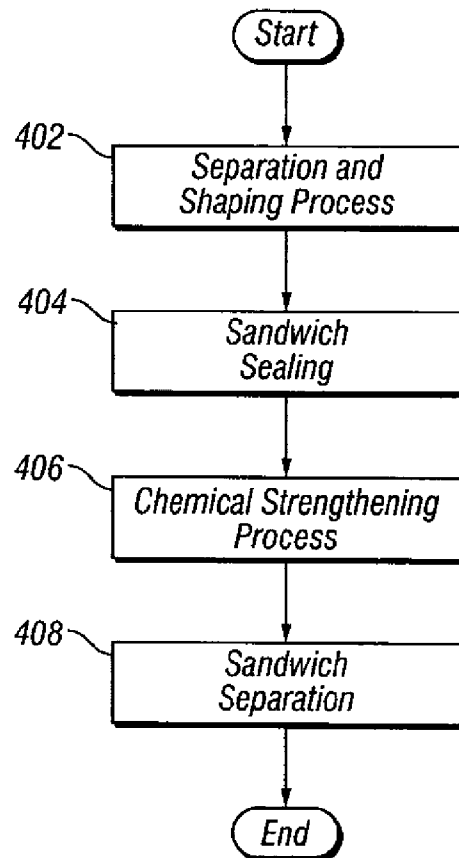 Start
402
Separation and
Shaping Process
404
Sandwich
Sealing
406
Chemical Strengthening
Process
408
Sandwich
Separation
End